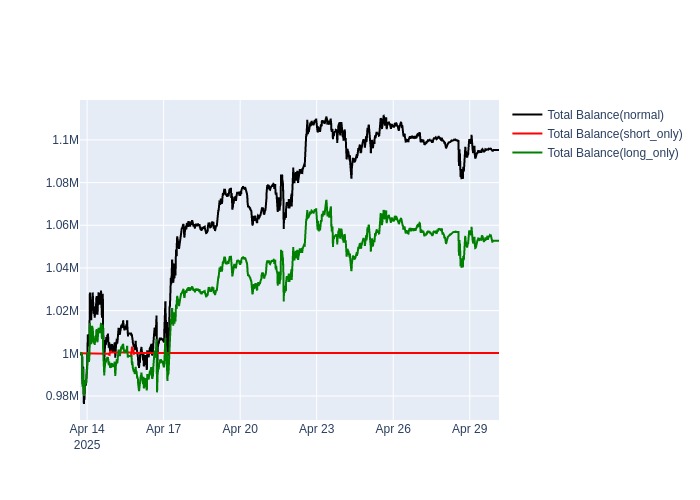 Total Balance(normal)
Total Balance(short_only)
Total Balance(long_only)
1.1M
1.08M
1.06M
1.04M
1.02M
1M
0.98M
Apr 14
2025
Apr 17
Apr 20
Apr 23
Apr 26
Apr 29